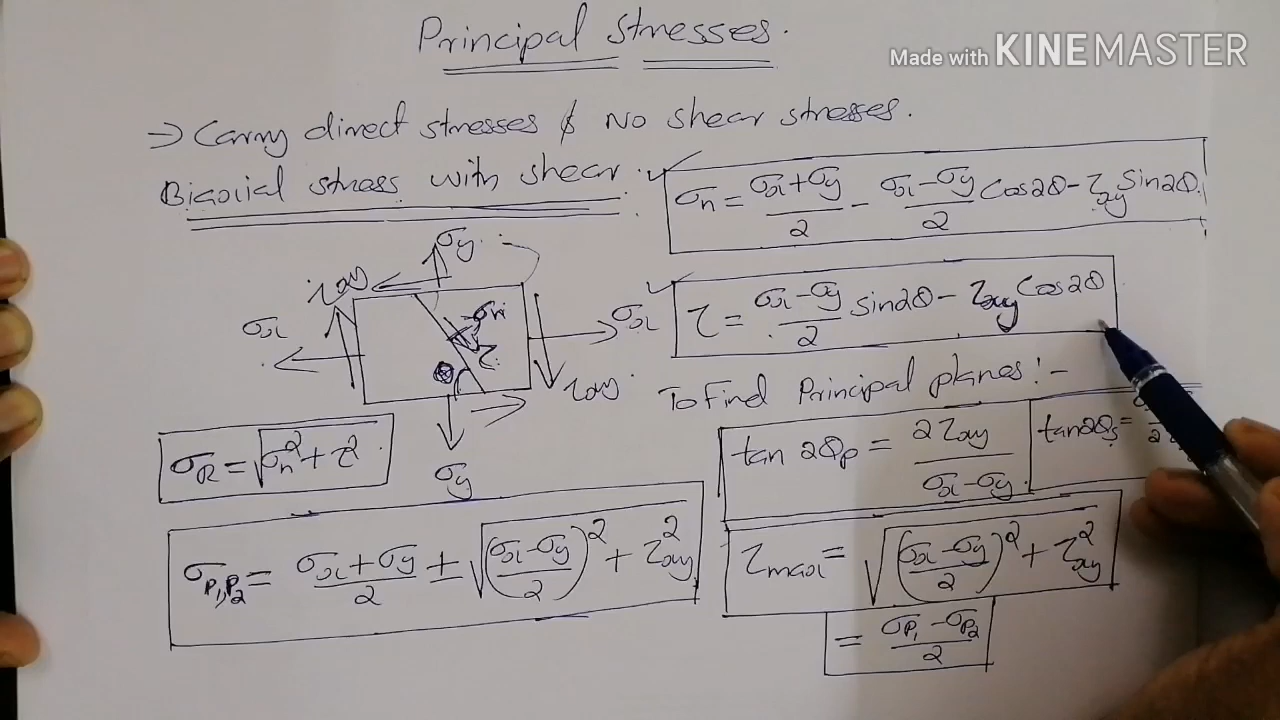 Principal stresses.
Made with KINEMASTER
→ Carry direct stresses & No shear stresses.
Biaxial stress with shear.
σn = (σx + σy)/2 − (σx − σy)/2 Cos2θ − τxy Sin2θ.
σy
τxy
σx
σn
σx
τ = (σx − σy)/2 sin2θ − τxy Cos2θ
τ
τxy
To Find Principal planes :-
σR = √(σn² + τ²)
σy
tan 2θp = 2τxy/(σx − σy)
tan2θs =
σP1,P2 = (σx + σy)/2 ± √(((σx − σy)/2)² + τxy²)
τmax = √(((σx − σy)/2)² + τxy²)
= (σP1 − σP2)/2